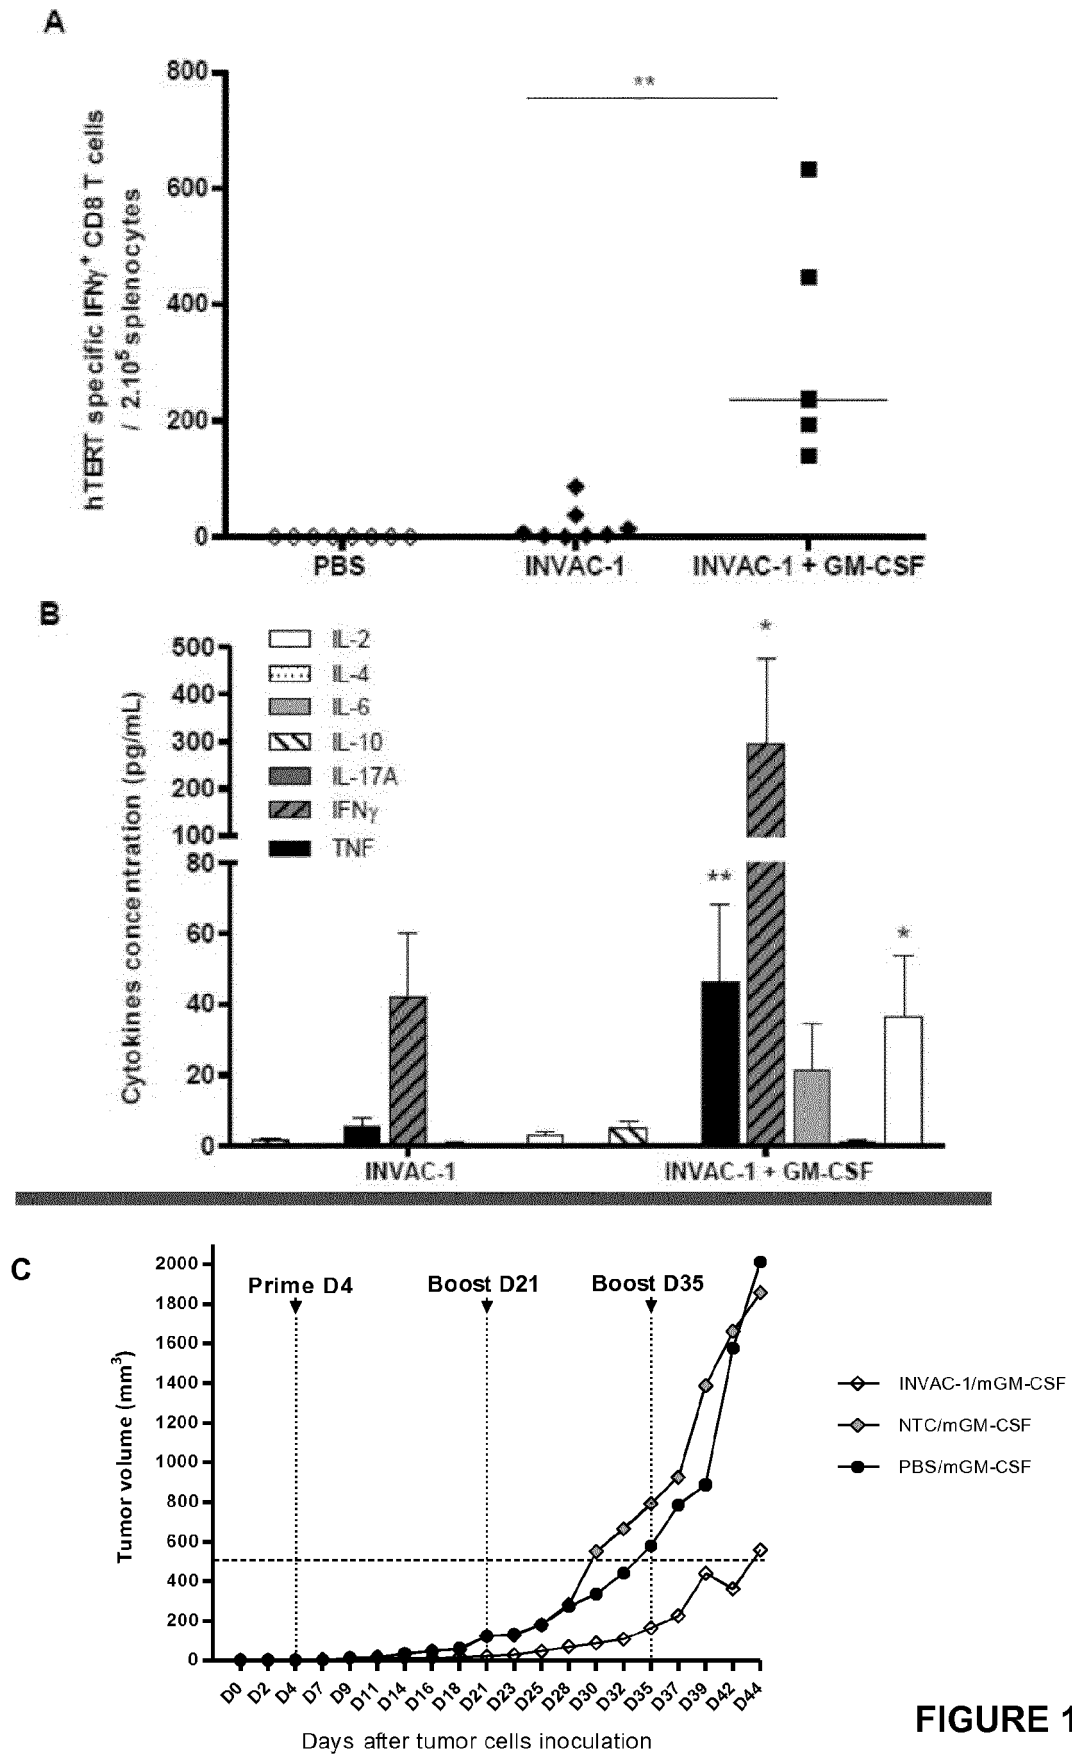 A
hTERT specific IFNγ+ CD8 T cells
/ 2.10⁵ splenocytes
800
600
400
200
0
**
PBS
INVAC-1
INVAC-1 + GM-CSF
B
Cytokines concentration (pg/mL)
500
400
300
200
100
80
60
40
20
0
IL-2
IL-4
IL-6
IL-10
IL-17A
IFNγ
TNF
**
*
*
INVAC-1
INVAC-1 + GM-CSF
C
Tumor volume (mm³)
2000
1800
1600
1400
1200
1000
800
600
400
200
0
Prime D4
Boost D21
Boost D35
INVAC-1/mGM-CSF
NTC/mGM-CSF
PBS/mGM-CSF
D0
D2
D4
D7
D9
D11
D14
D16
D18
D21
D23
D25
D28
D30
D32
D35
D37
D39
D42
D44
Days after tumor cells inoculation
FIGURE 1